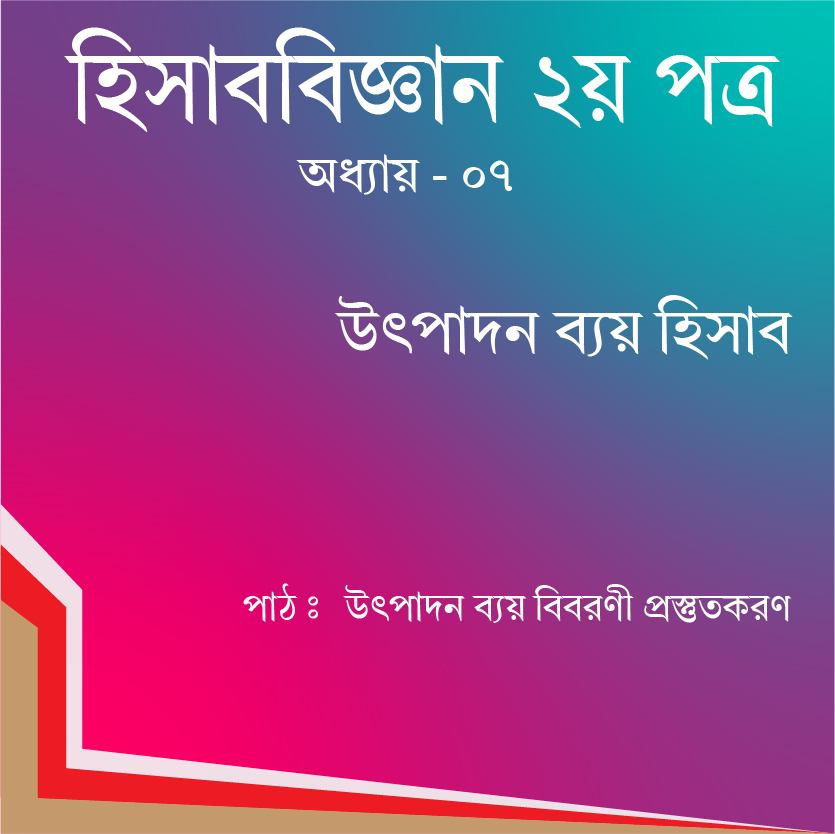 হিসাববিজ্ঞান ২য় পত্র
অধ্যায় - ০৭
উৎপাদন ব্যয় হিসাব
পাঠ ঃ উৎপাদন ব্যয় বিবরণী প্রস্তুতকরণ